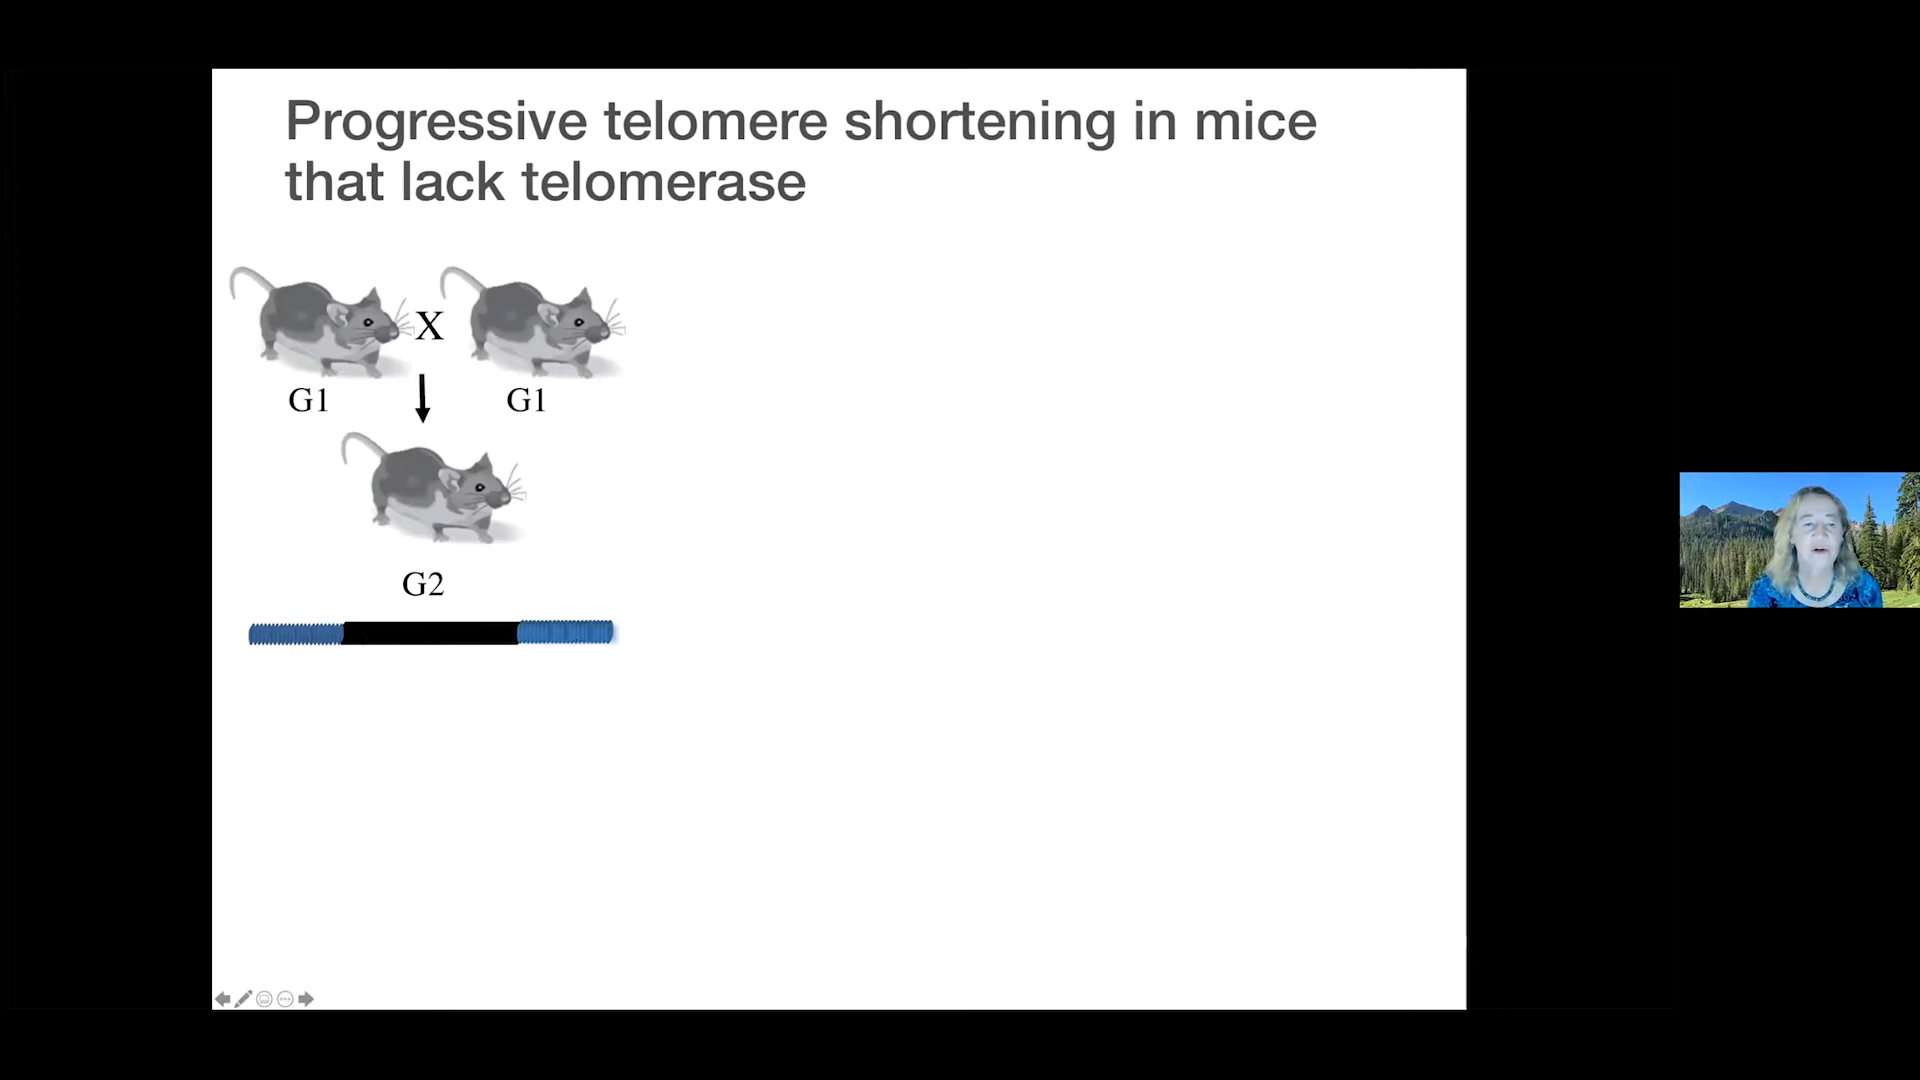 Progressive telomere shortening in mice
that lack telomerase
X
G1
G1
G2